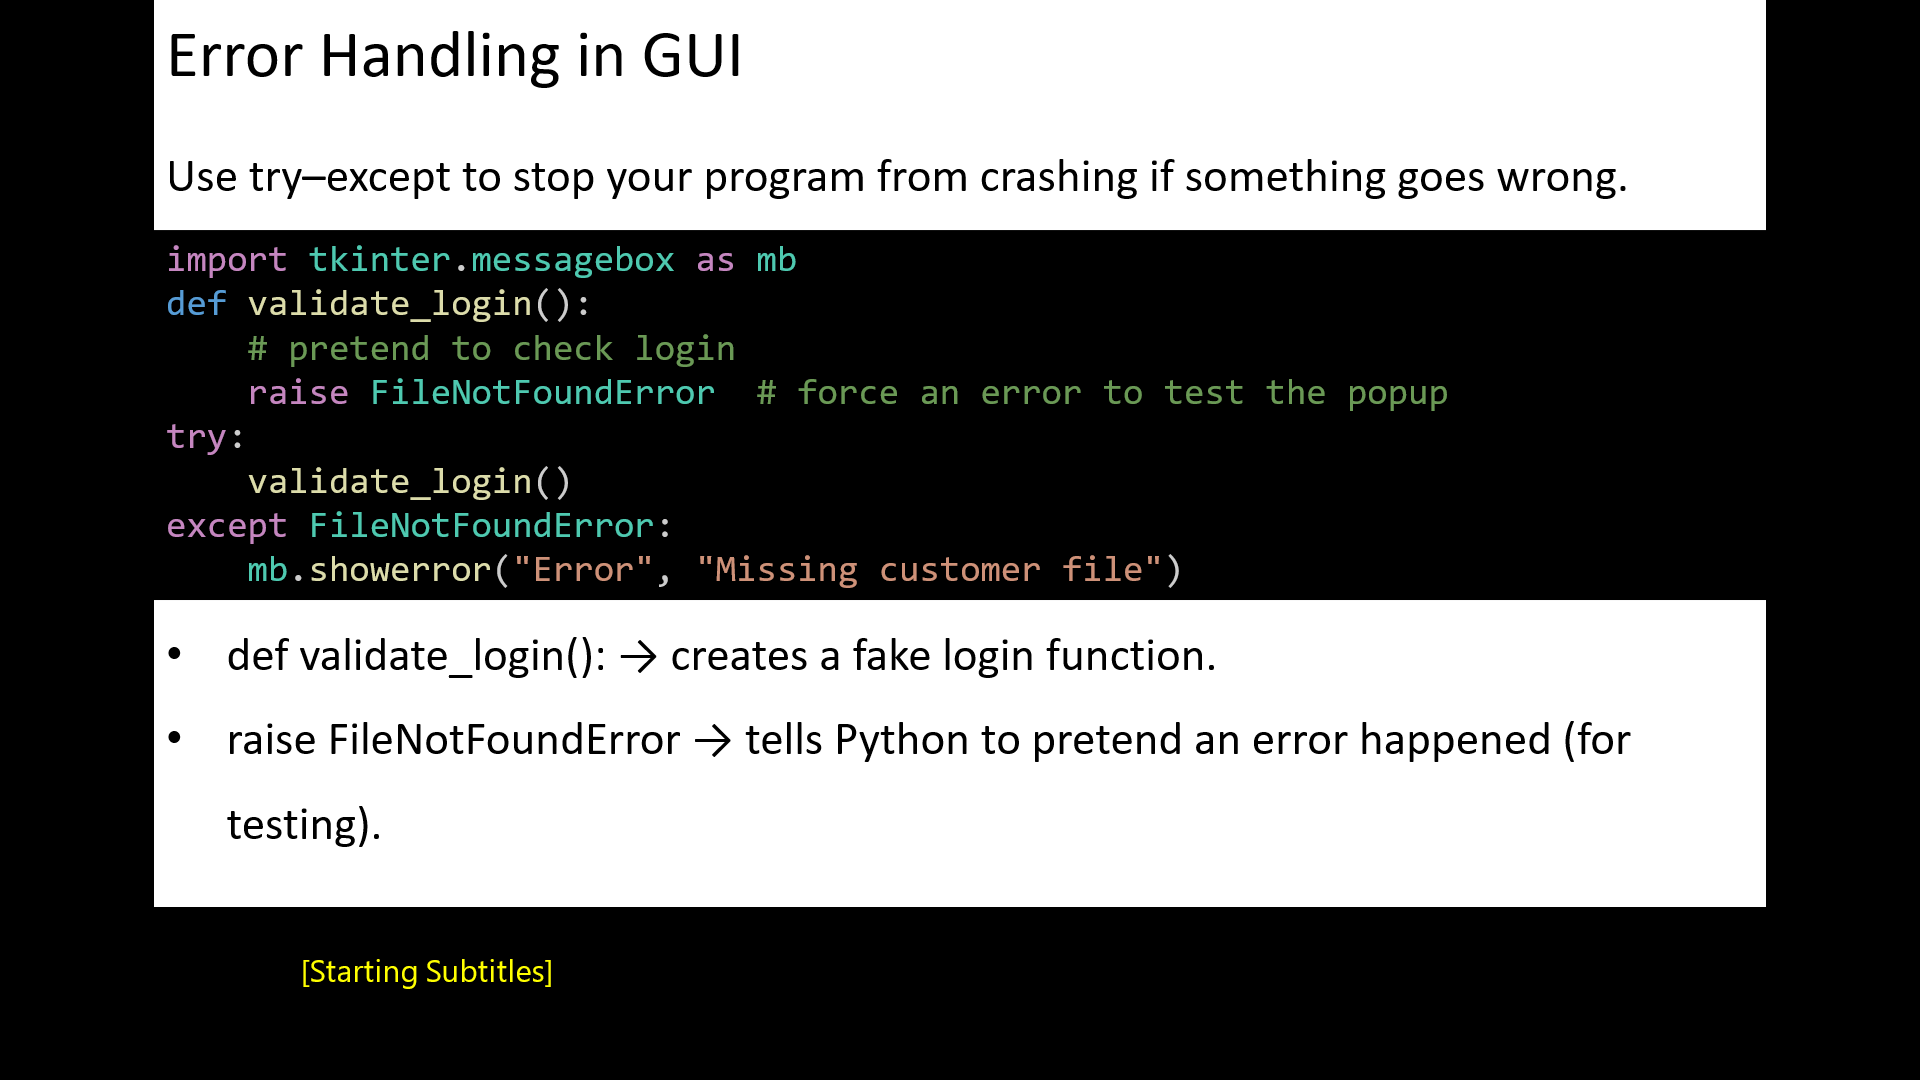 Error Handling in GUI
Use try–except to stop your program from crashing if something goes wrong.
import tkinter.messagebox as mb
def validate_login():
    # pretend to check login
    raise FileNotFoundError  # force an error to test the popup
try:
    validate_login()
except FileNotFoundError:
    mb.showerror("Error", "Missing customer file")
• def validate_login(): → creates a fake login function.
• raise FileNotFoundError → tells Python to pretend an error happened (for
testing).
[Starting Subtitles]